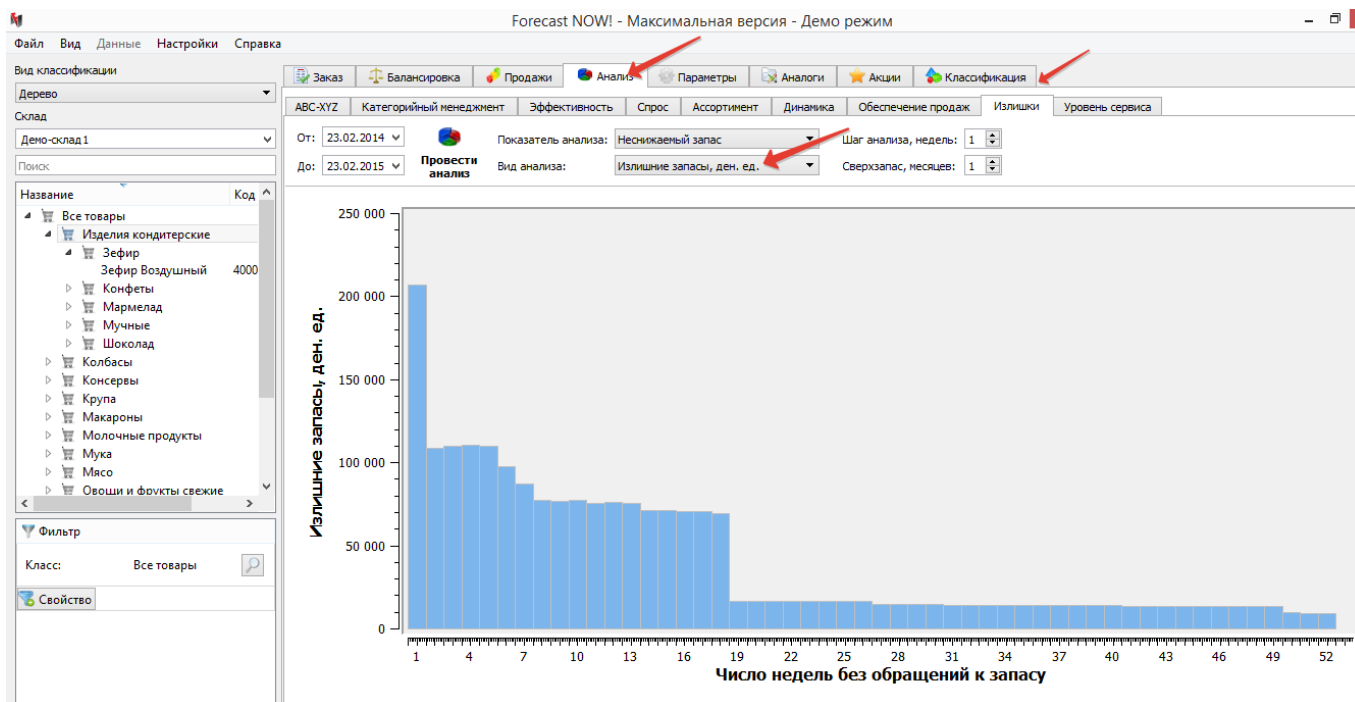 Forecast NOW! - Максимальная версия - Демо режим
Файл Вид Данные Настройки Справка
Вид классификации
Дерево
Склад
Демо-склад1
Поиск
Название Код
Все товары
Изделия кондитерские
Зефир
Зефир Воздушный 4000
Конфеты
Мармелад
Мучные
Шоколад
Колбасы
Консервы
Крупа
Макароны
Молочные продукты
Мука
Мясо
Овощи и фрукты свежие
Фильтр
Класс: Все товары
Свойство
Заказ Балансировка Продажи Анализ Параметры Аналоги Акции Классификация
ABC-XYZ Категорийный менеджмент Эффективность Спрос Ассортимент Динамика Обеспечение продаж Излишки Уровень сервиса
От: 23.02.2014 Показатель анализа: Неснижаемый запас Шаг анализа, недель: 1
До: 23.02.2015 Провести анализ Вид анализа: Излишние запасы, ден. ед. Сверхзапас, месяцев: 1
Излишние запасы, ден. ед.
250 000
200 000
150 000
100 000
50 000
0
1 4 7 10 13 16 19 22 25 28 31 34 37 40 43 46 49 52
Число недель без обращений к запасу